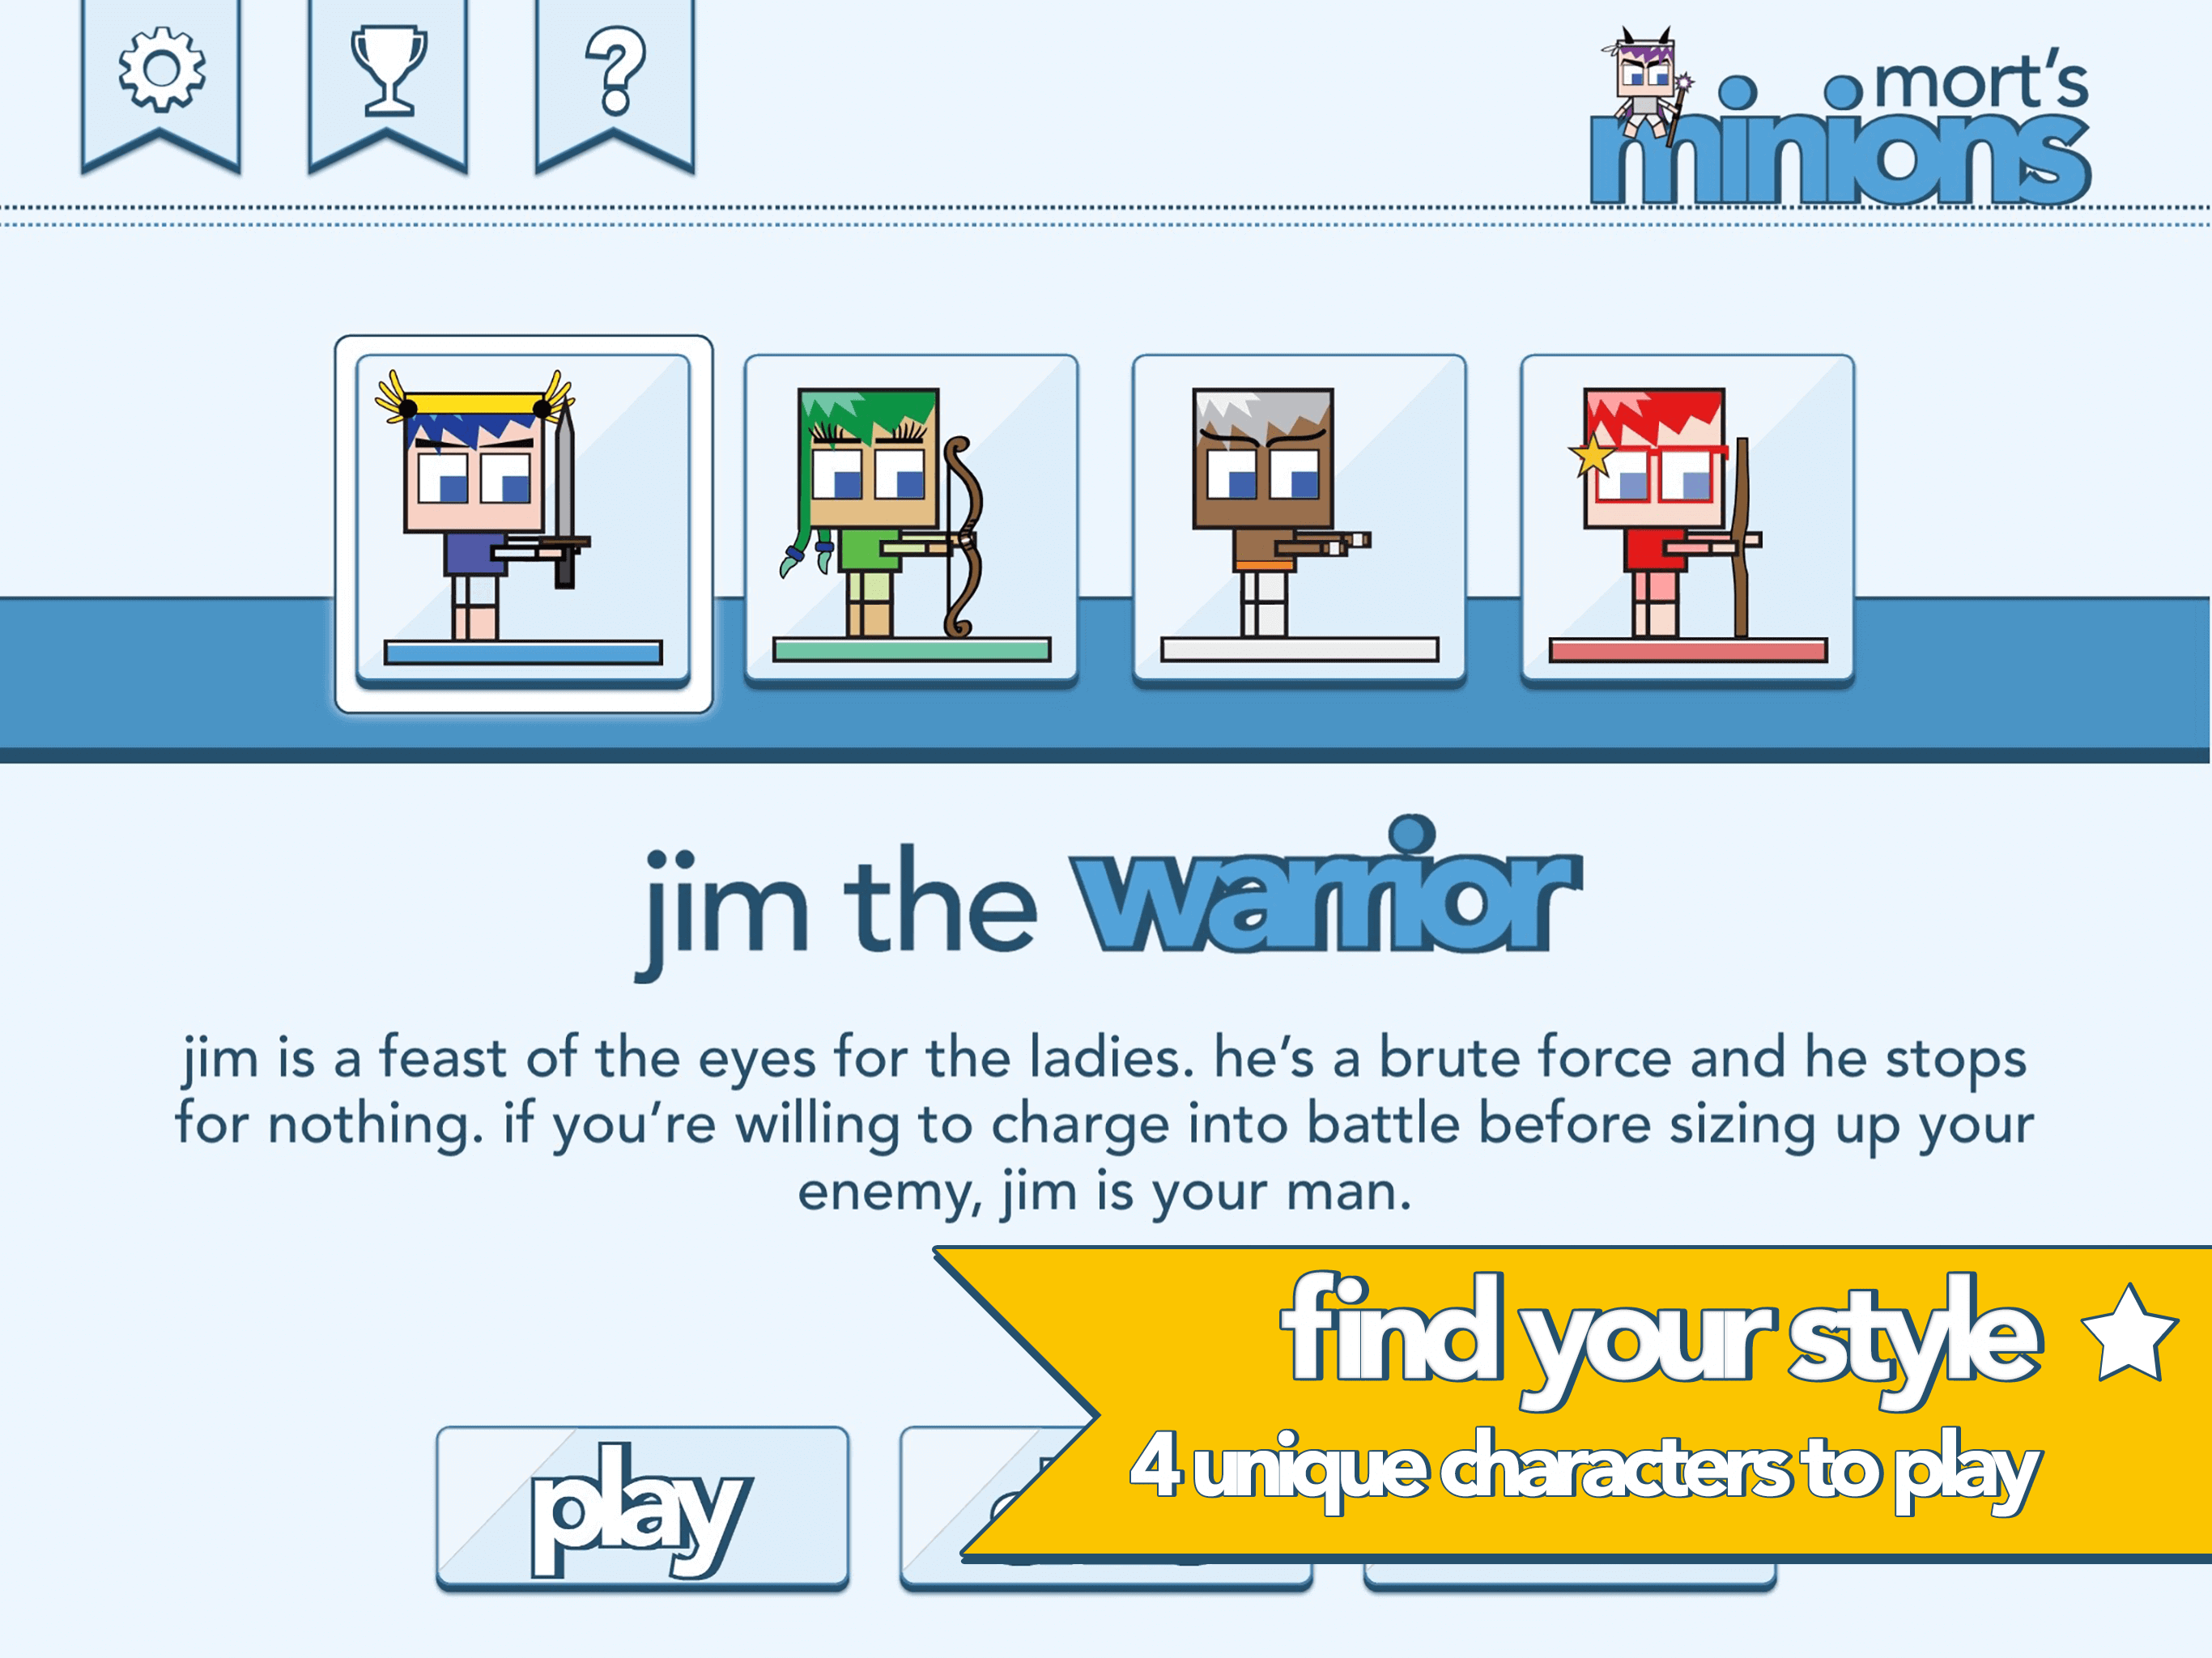 ?
mort's
minions
jim the warrior
jim is a feast of the eyes for the ladies. he's a brute force and he stops
for nothing. if you're willing to charge into battle before sizing up your
enemy, jim is your man.
find your style
4 unique characters to play
play